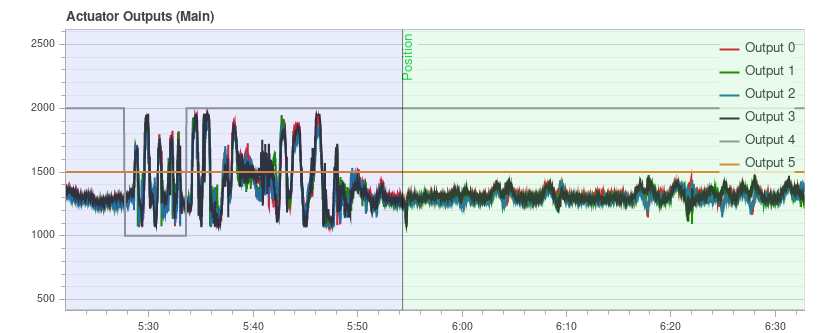 Actuator Outputs (Main)
2500
2000
1500
1000
500
Position
Output 0
Output 1
Output 2
Output 3
Output 4
Output 5
5:30
5:40
5:50
6:00
6:10
6:20
6:30